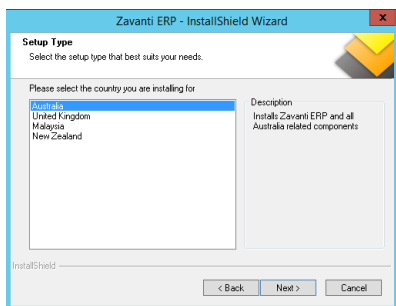 Zavanti ERP - InstallShield Wizard
x
Setup Type
Select the setup type that best suits your needs.
Please select the country you are installing for
Australia
United Kingdom
Malaysia
New Zealand
Description
Installs Zavanti ERP and all
Australia related components
InstallShield
< Back
Next >
Cancel